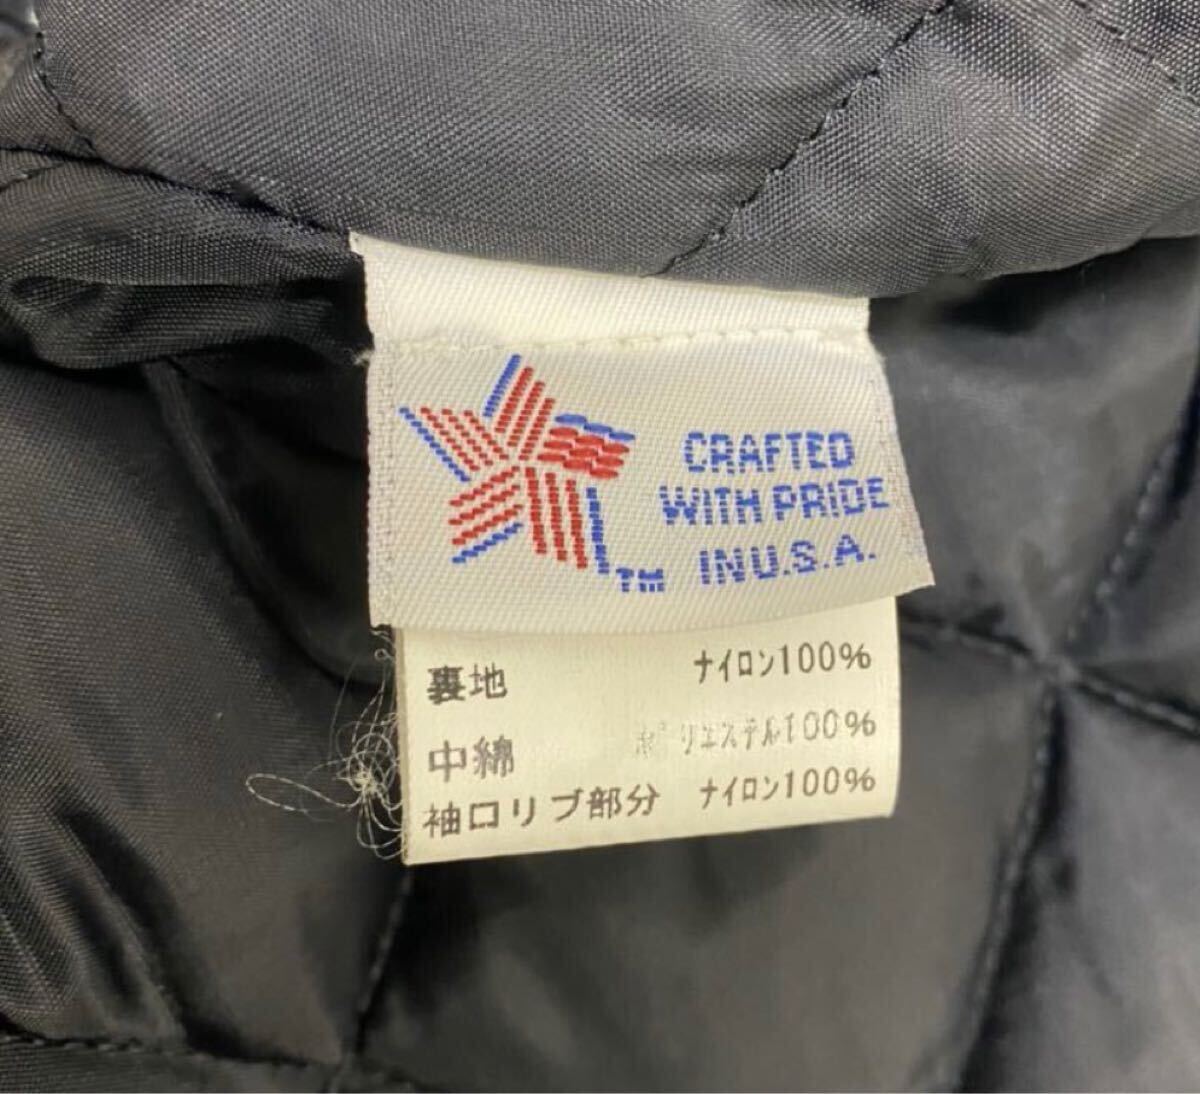 CRAFTED
WITH PRIDE
IN U.S.A.
TM
裏地 ナイロン100%
中綿 ポリエステル100%
袖口リブ部分 ナイロン100%